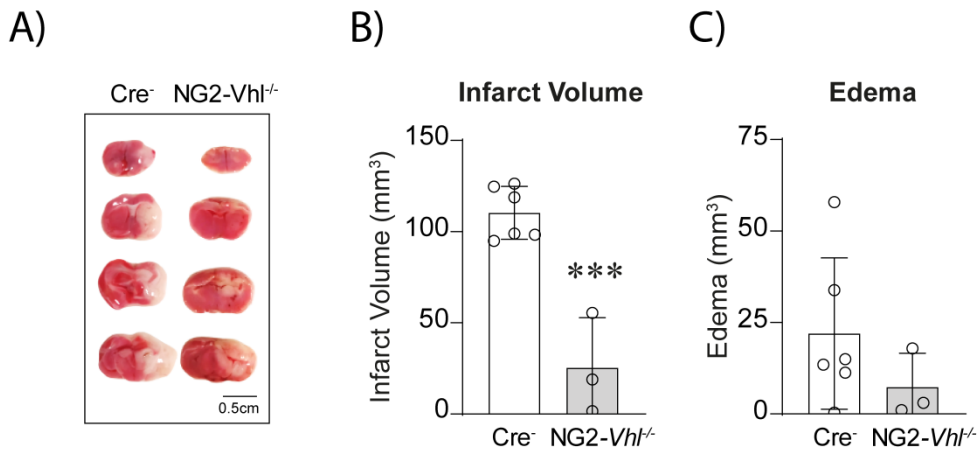 A)
Cre⁻ NG2-Vhl⁻/⁻
0.5cm
B)
Infarct Volume
Infarct Volume (mm³)
150
100
50
0
***
Cre⁻ NG2-Vhl⁻/⁻
C)
Edema
Edema (mm³)
75
50
25
0
Cre⁻ NG2-Vhl⁻/⁻